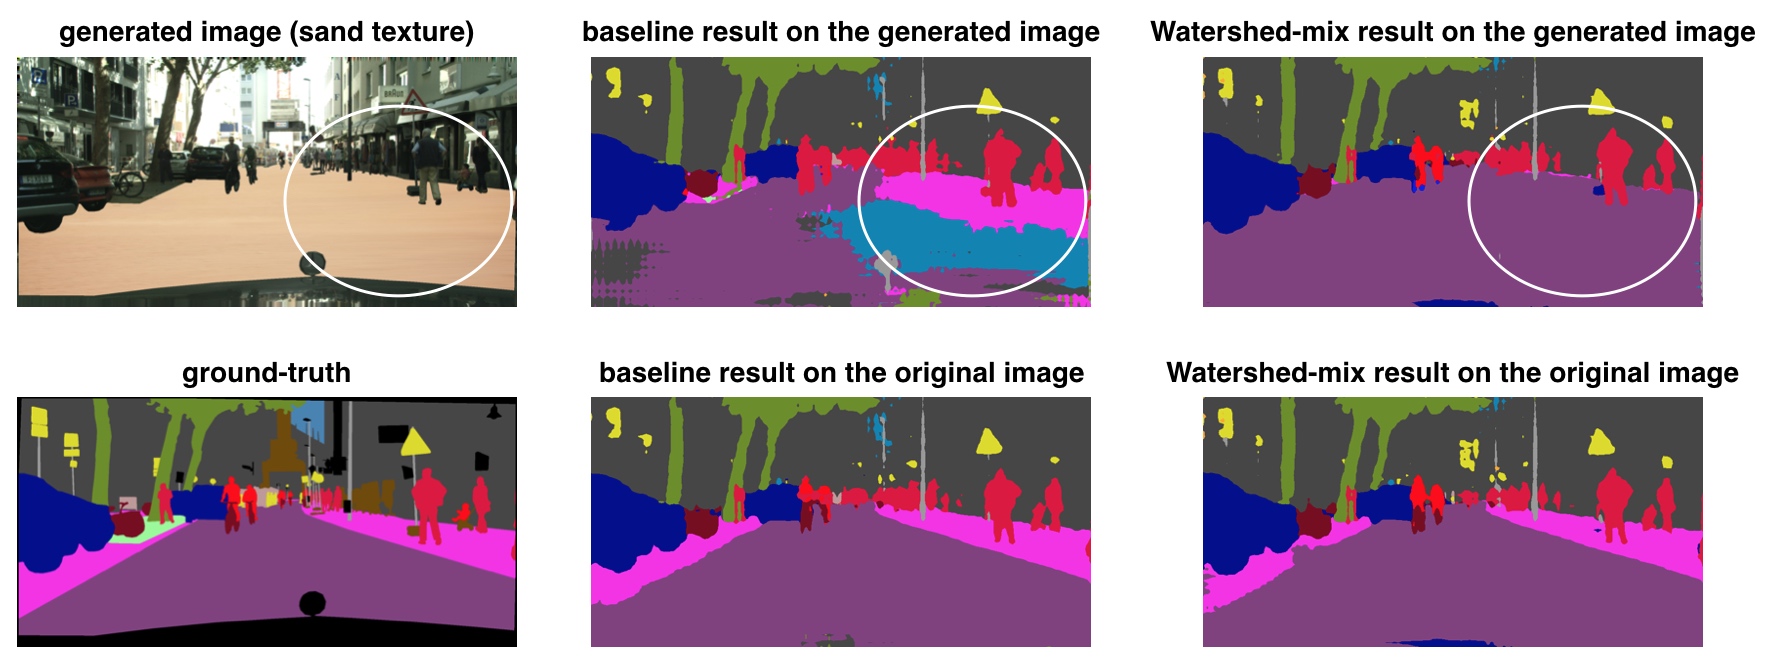 generated image (sand texture)
baseline result on the generated image
Watershed-mix result on the generated image
BRAUN
P
ground-truth
baseline result on the original image
Watershed-mix result on the original image